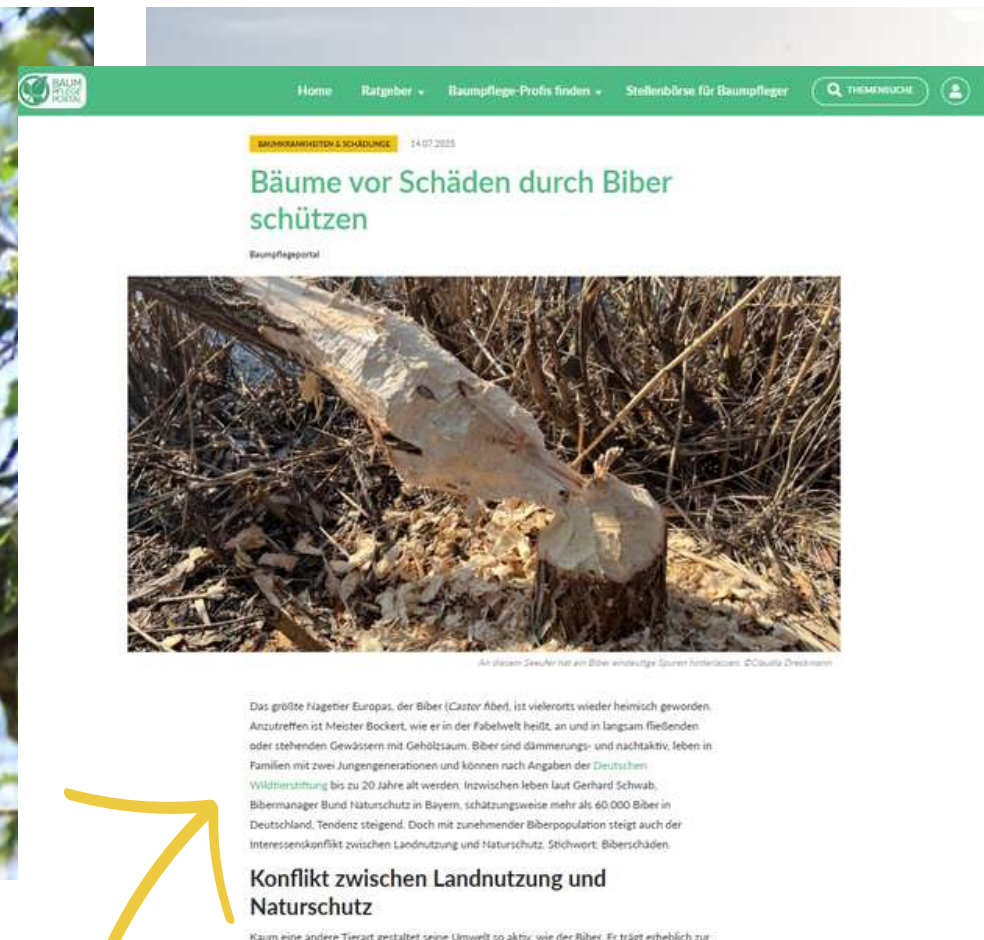 BAUM
PFLEGE
PORTAL
Home Ratgeber Baumpflege-Profis finden Stellenbörse für Baumpfleger THEMENSUCHE
BAUMKRANKHEITEN & SCHÄDLINGE 14.07.2025
Bäume vor Schäden durch Biber
schützen
Baumpflegeportal
An diesem Seeufer hat ein Biber eindeutige Spuren hinterlassen. ©Claudia Dreckmann
Das größte Nagetier Europas, der Biber (Castor fiber), ist vielerorts wieder heimisch geworden.
Anzutreffen ist Meister Bockert, wie er in der Fabelwelt heißt, an und in langsam fließenden
oder stehenden Gewässern mit Gehölzsaum. Biber sind dämmerungs- und nachtaktiv, leben in
Familien mit zwei Jungengenerationen und können nach Angaben der Deutschen
Wildtierstiftung bis zu 20 Jahre alt werden. Inzwischen leben laut Gerhard Schwab,
Bibermanager Bund Naturschutz in Bayern, schätzungsweise mehr als 60.000 Biber in
Deutschland, Tendenz steigend. Doch mit zunehmender Biberpopulation steigt auch der
Interessenskonflikt zwischen Landnutzung und Naturschutz. Stichwort: Biberschäden.
Konflikt zwischen Landnutzung und
Naturschutz
Kaum eine andere Tierart gestaltet seine Umwelt so aktiv, wie der Biber. Er trägt erheblich zur